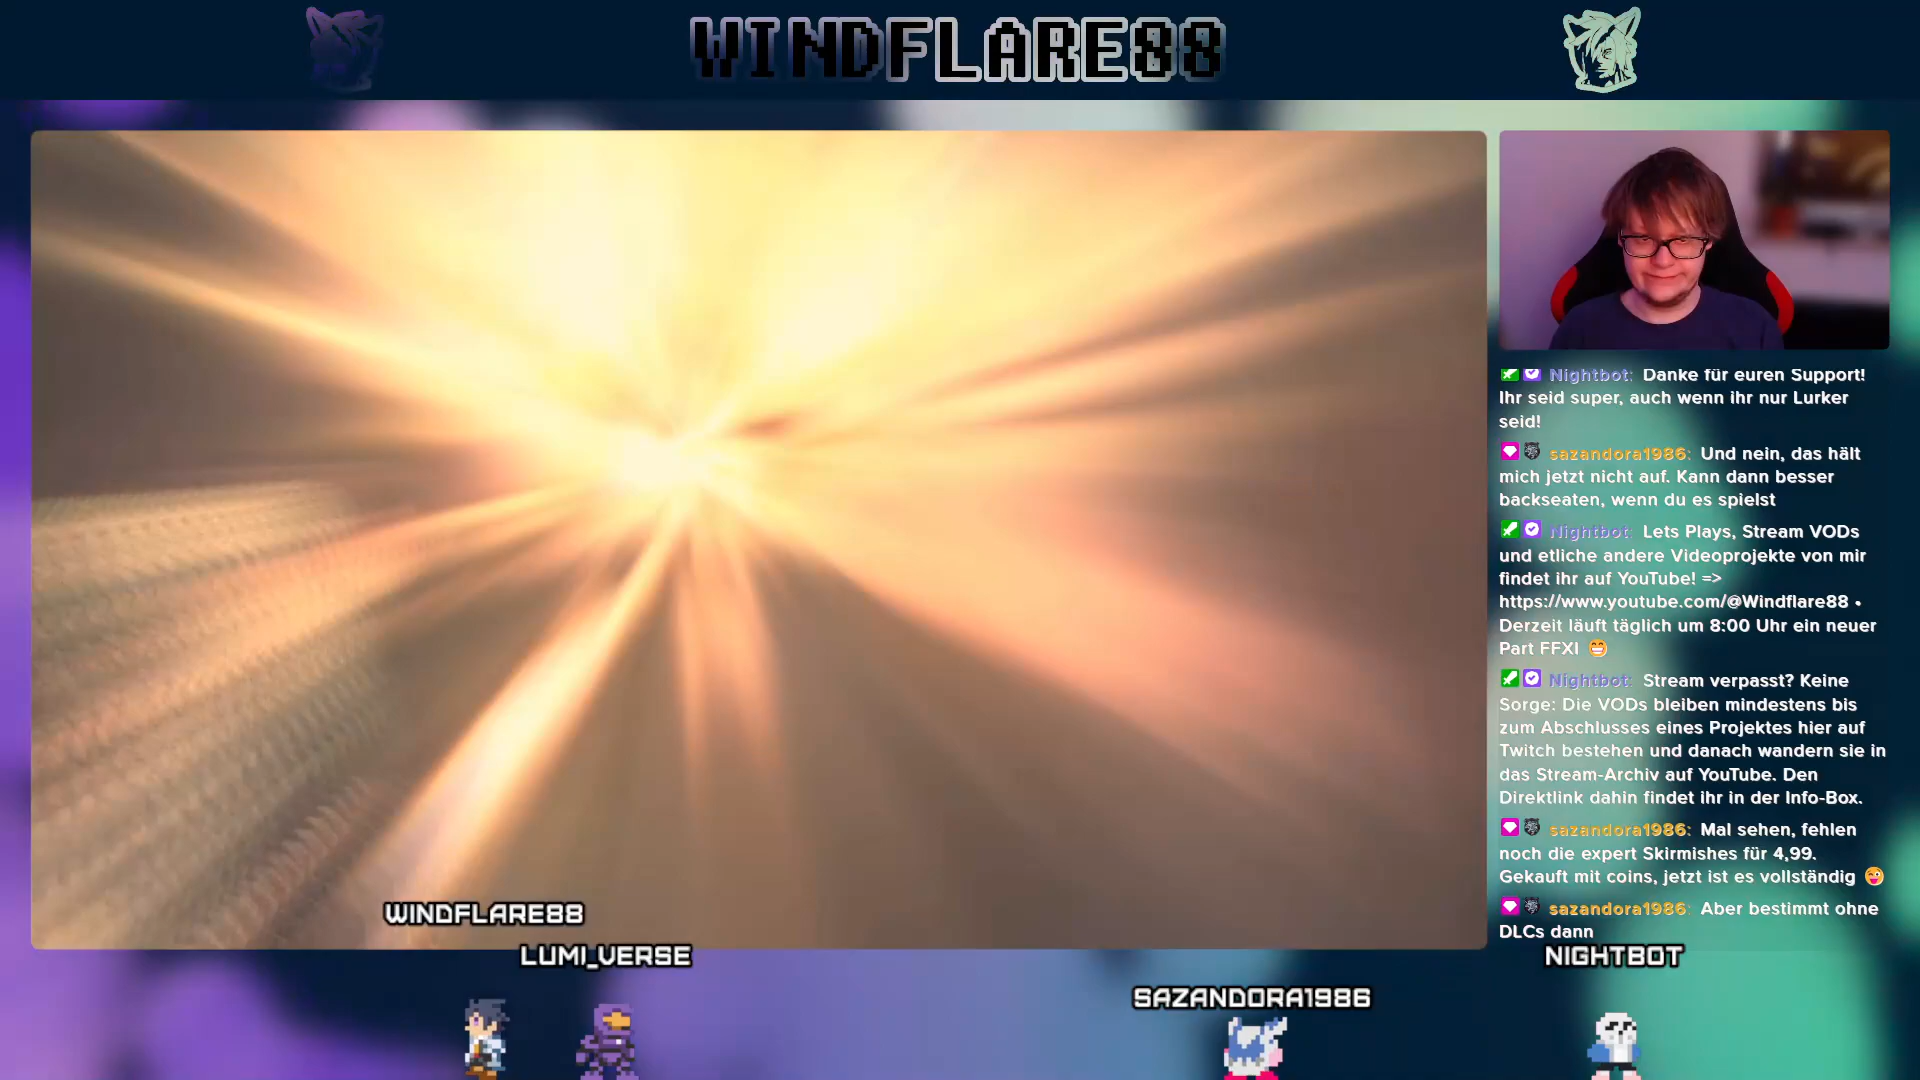 WINDFLARE88
Nightbot: Danke für euren Support!
Ihr seid super, auch wenn ihr nur Lurker
seid!
sazandora1986: Und nein, das hält
mich jetzt nicht auf. Kann dann besser
backseaten, wenn du es spielst
Nightbot: Lets Plays, Stream VODs
und etliche andere Videoprojekte von mir
findet ihr auf YouTube! =>
https://www.youtube.com/@Windflare88 •
Derzeit läuft täglich um 8:00 Uhr ein neuer
Part FFXI 😁
Nightbot: Stream verpasst? Keine
Sorge: Die VODs bleiben mindestens bis
zum Abschlusses eines Projektes hier auf
Twitch bestehen und danach wandern sie in
das Stream-Archiv auf YouTube. Den
Direktlink dahin findet ihr in der Info-Box.
sazandora1986: Mal sehen, fehlen
noch die expert Skirmishes für 4,99.
Gekauft mit coins, jetzt ist es vollständig 😜
sazandora1986: Aber bestimmt ohne
DLCs dann
WINDFLARE88
LUMI_VERSE
NIGHTBOT
SAZANDORA1986